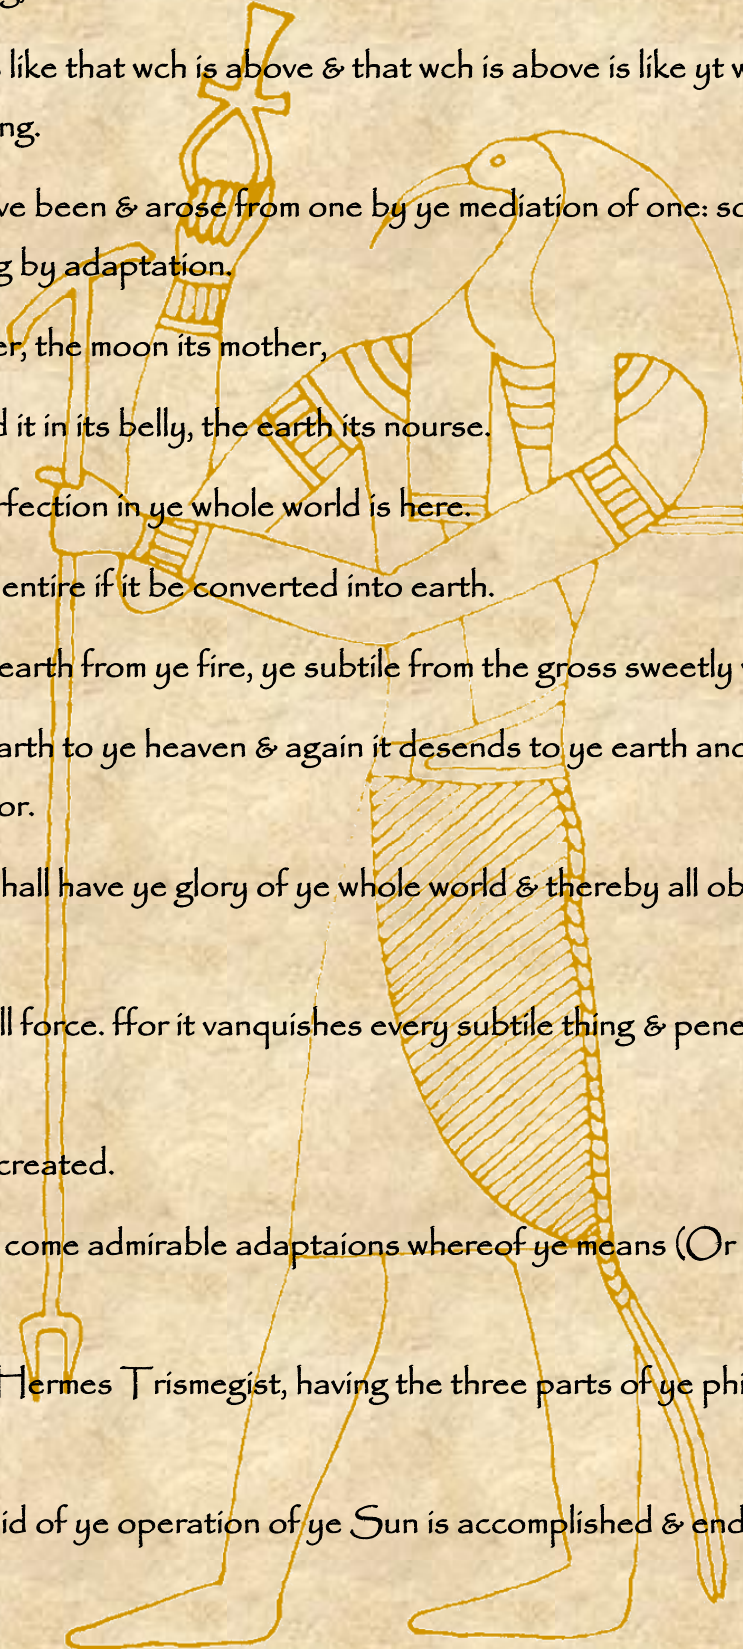 like that wch is above & that wch is above is like yt
ng.
ve been & arose from one by ye mediation of one: so
g by adaptation.
er, the moon its mother,
d it in its belly, the earth its nourse.
rfection in ye whole world is here.
entire if it be converted into earth.
earth from ye fire, ye subtile from the gross sweetly
arth to ye heaven & again it desends to ye earth and
or.
hall have ye glory of ye whole world & thereby all ob
ll force. ffor it vanquishes every subtile thing & pene
created.
come admirable adaptaions whereof ye means (Or
Hermes Trismegist, having the three parts of ye phi
id of ye operation of ye Sun is accomplished & end